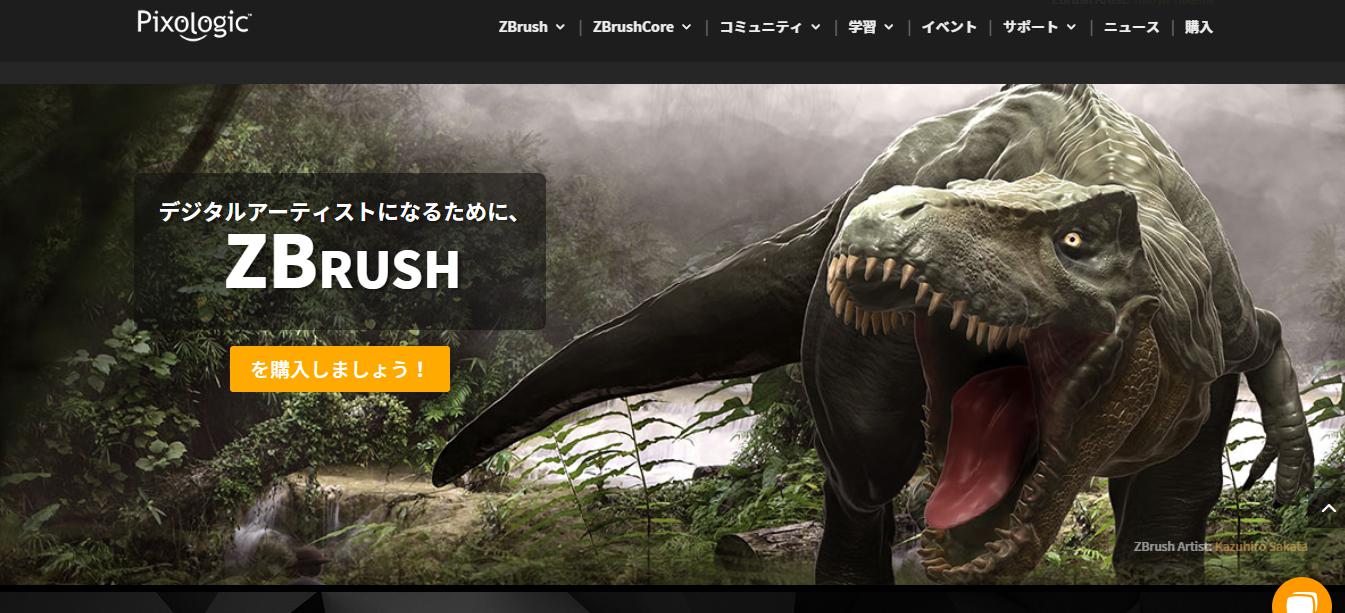 Pixologic™
ZBrush | ZBrushCore | コミュニティ | 学習 | イベント | サポート | ニュース | 購入
デジタルアーティストになるために、
ZBRUSH
を購入しましょう！
ZBrush Artist: Kazuhiro Sakata